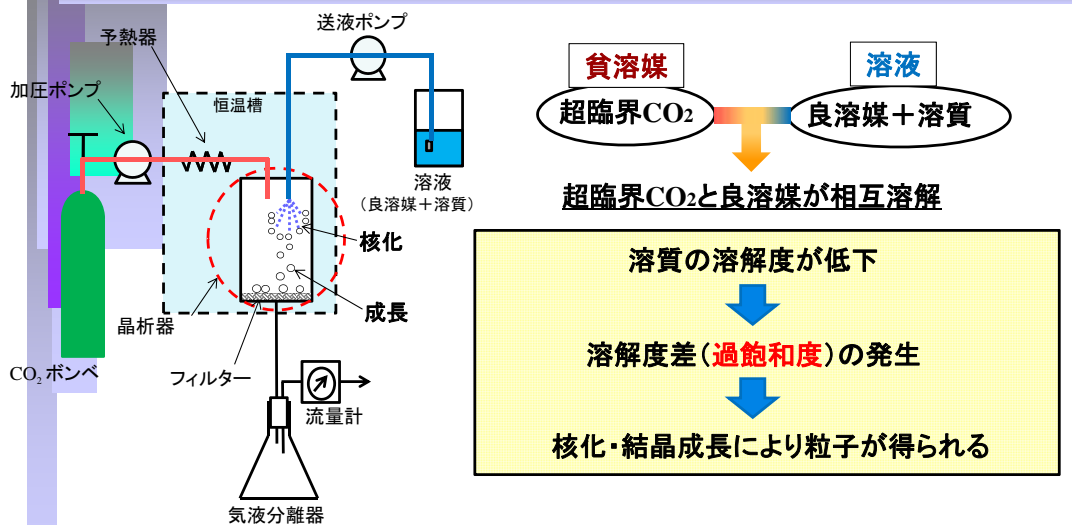 送液ポンプ
予熱器
加圧ポンプ
恒温槽
溶液
（良溶媒＋溶質）
核化
成長
晶析器
CO2 ボンベ
フィルター
流量計
気液分離器
貧溶媒
溶液
超臨界CO2
良溶媒＋溶質
超臨界CO2と良溶媒が相互溶解
溶質の溶解度が低下
溶解度差（過飽和度）の発生
核化・結晶成長により粒子が得られる